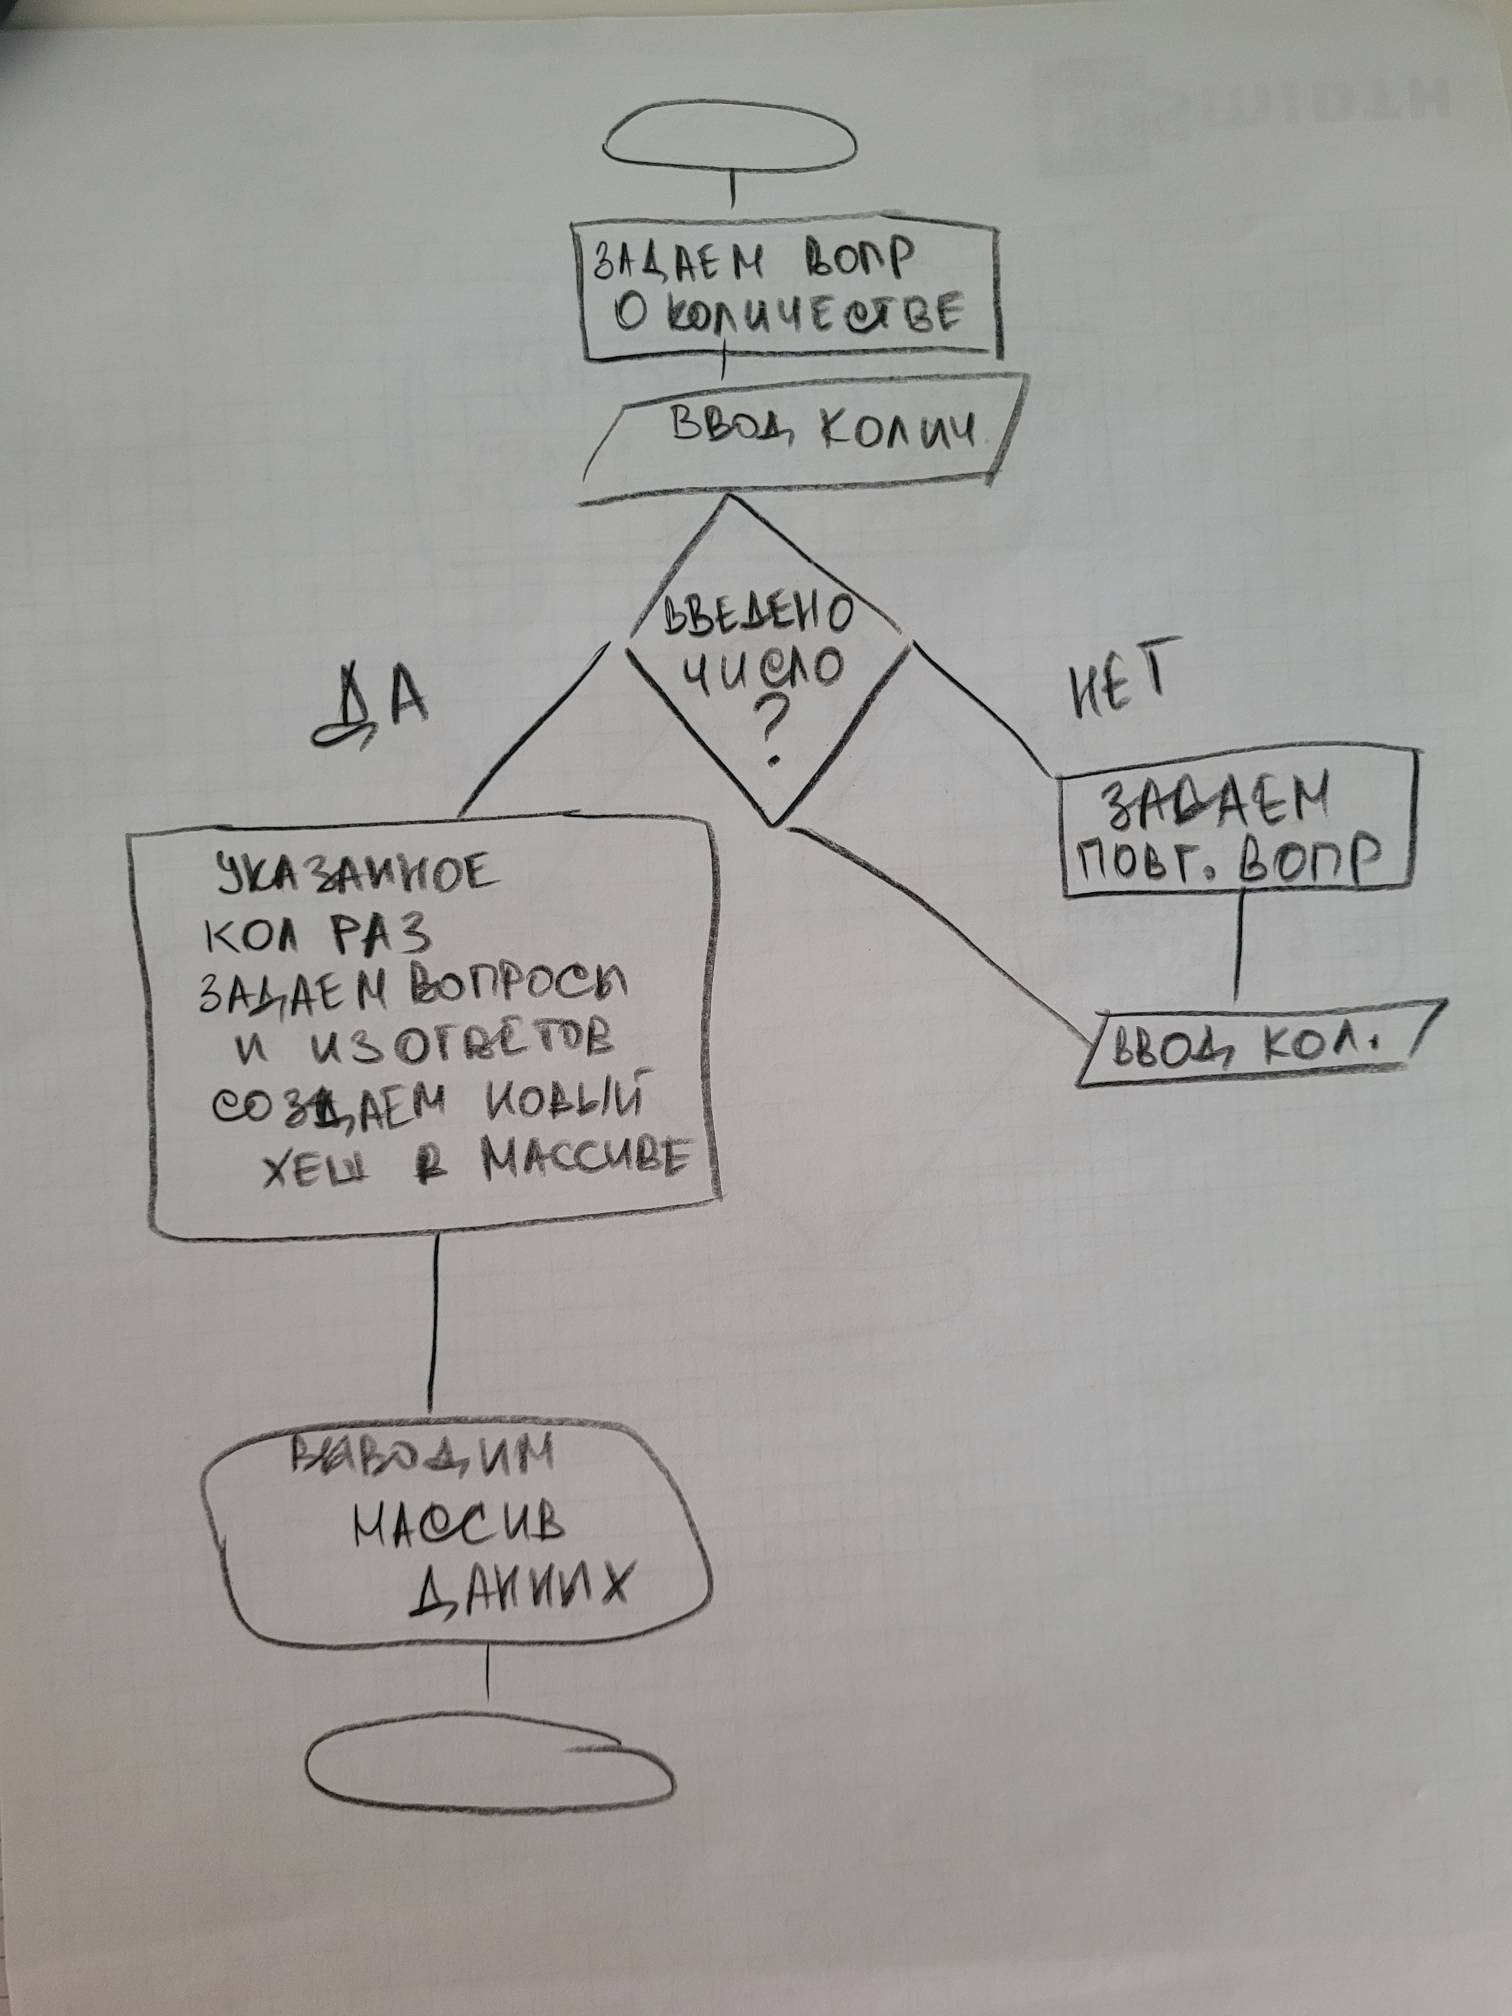 ЗАДАЕМ ВОПР
О КОЛИЧЕСТВЕ
ВВОД КОЛИЧ.
ВВЕДЕНО
ЧИСЛО
?
ДА
НЕТ
ЗАДАЕМ
ПОВТ. ВОПР
ВВОД КОЛ.
УКАЗАННОЕ
КОЛ РАЗ
ЗАДАЕМ ВОПРОСЫ
И ИЗ ОТВЕТОВ
СОЗДАЕМ НОВЫЙ
ХЕШ В МАССИВЕ
ВЫВОДИМ
МАССИВ
ДАННЫХ